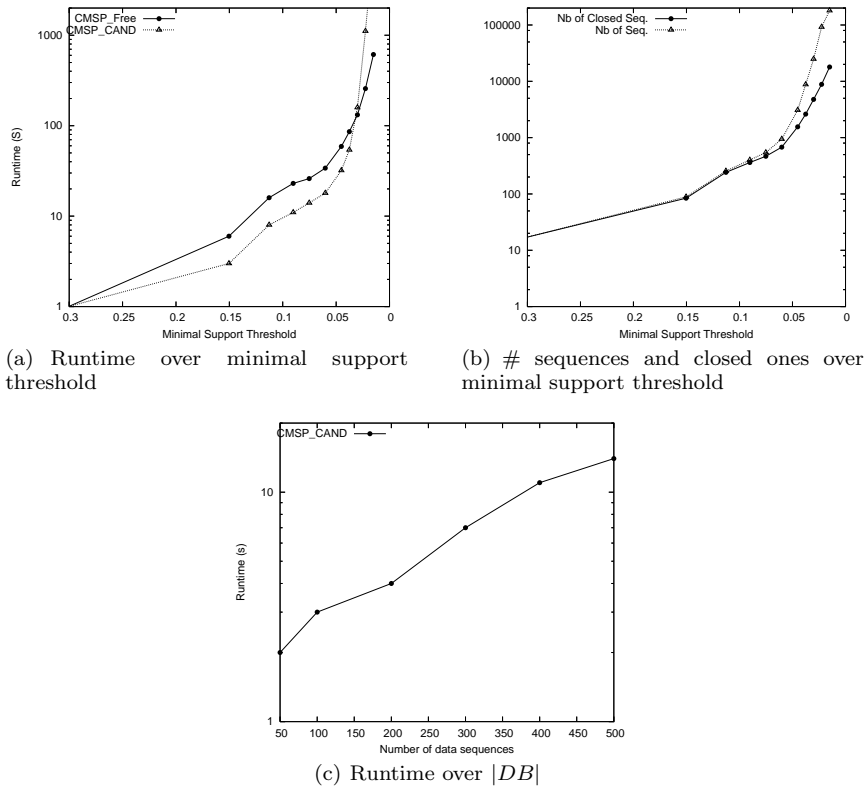 CMSP_Free
CMSP_CAND
1000
100
10
1
Runtime (S)
0.3 0.25 0.2 0.15 0.1 0.05 0
Minimal Support Threshold
(a) Runtime over minimal support
threshold
Nb of Closed Seq.
Nb of Seq.
100000
10000
1000
100
10
1
0.3 0.25 0.2 0.15 0.1 0.05 0
Minimal Support Threshold
(b) # sequences and closed ones over
minimal support threshold
CMSP_CAND
10
1
Runtime (s)
50 100 150 200 250 300 350 400 450 500
Number of data sequences
(c) Runtime over |DB|